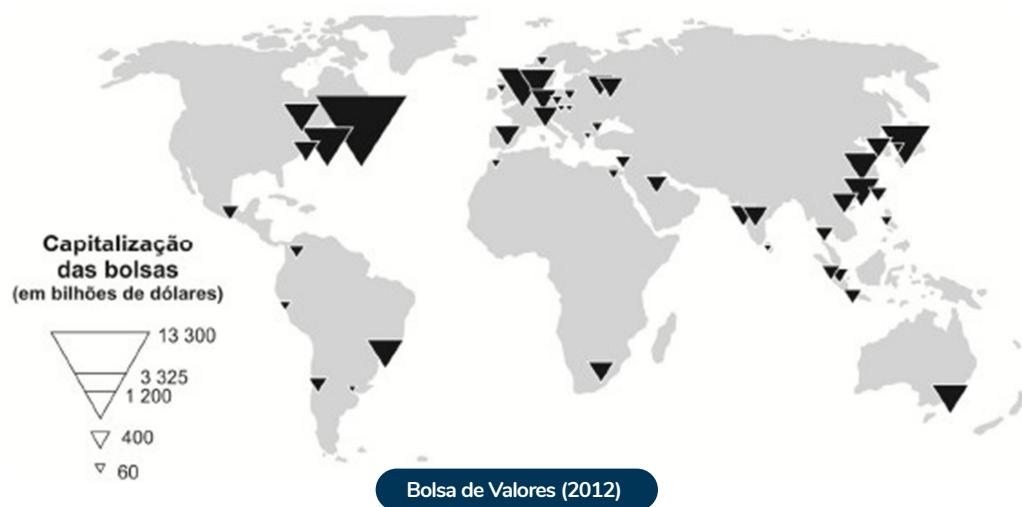 Capitalização
das bolsas
(em bilhões de dólares)
13 300
3 325
1 200
400
60
Bolsa de Valores (2012)